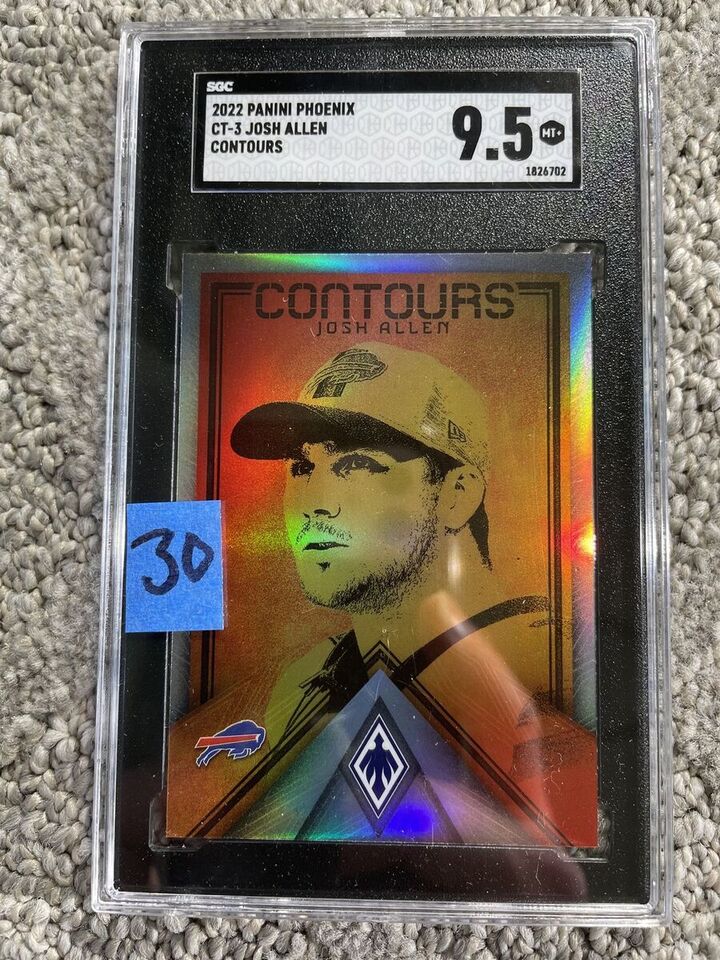 SGC
2022 PANINI PHOENIX
CT-3 JOSH ALLEN
CONTOURS
9.5 MT+
1826702
CONTOURS
JOSH ALLEN
30